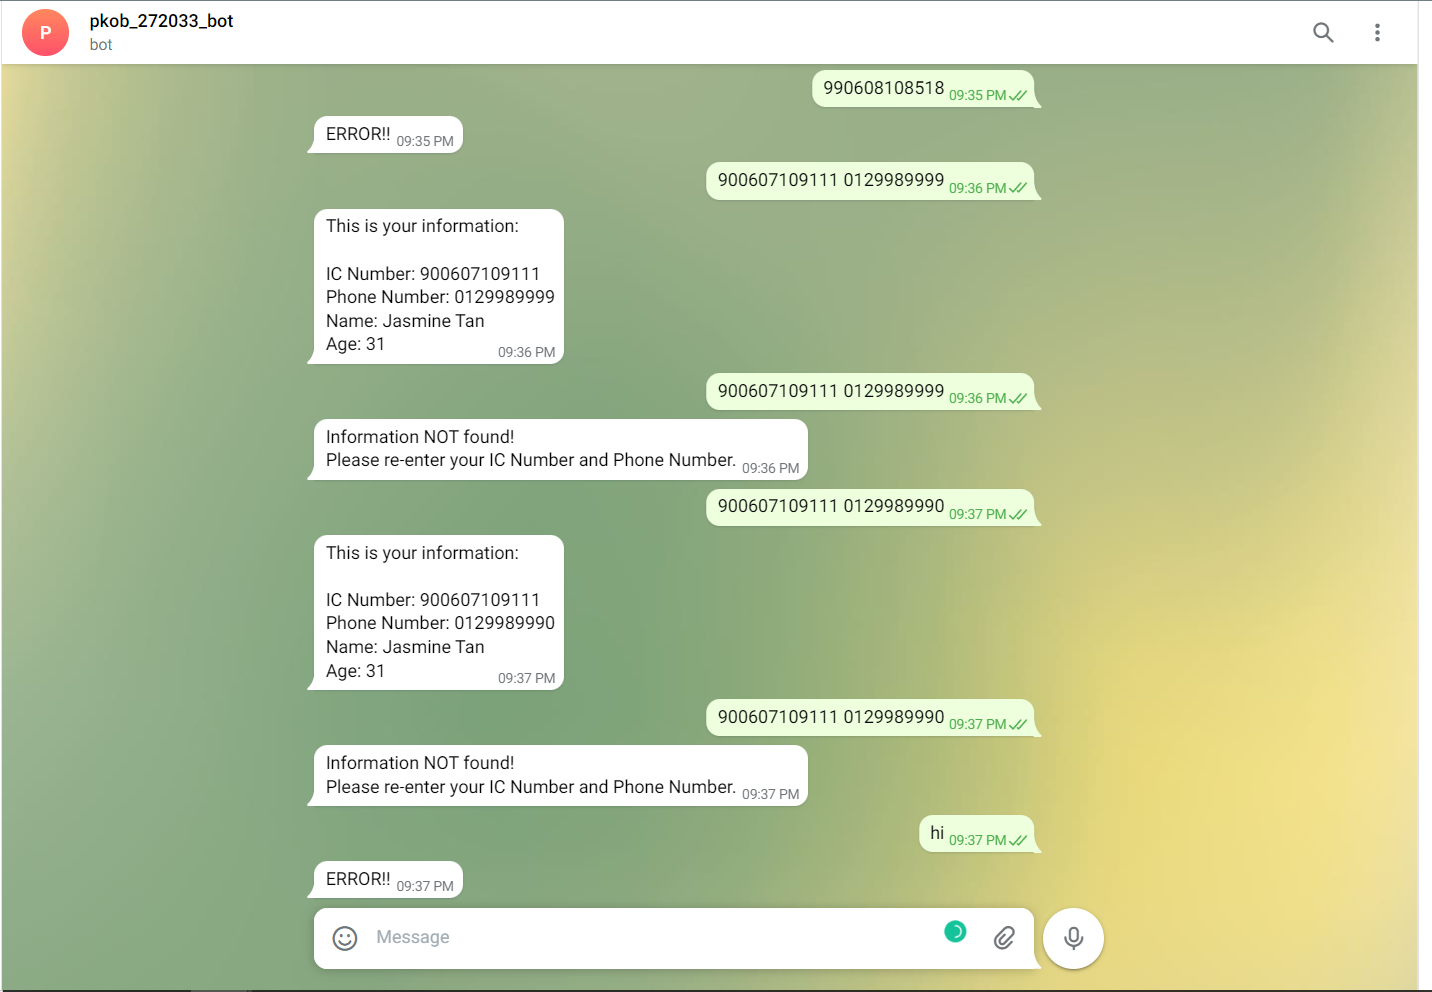 P
pkob_272033_bot
bot
990608108518 09:35 PM
ERROR!! 09:35 PM
900607109111 0129989999 09:36 PM
This is your information:
IC Number: 900607109111
Phone Number: 0129989999
Name: Jasmine Tan
Age: 31 09:36 PM
900607109111 0129989999 09:36 PM
Information NOT found!
Please re-enter your IC Number and Phone Number. 09:36 PM
900607109111 0129989990 09:37 PM
This is your information:
IC Number: 900607109111
Phone Number: 0129989990
Name: Jasmine Tan
Age: 31 09:37 PM
900607109111 0129989990 09:37 PM
Information NOT found!
Please re-enter your IC Number and Phone Number. 09:37 PM
hi 09:37 PM
ERROR!! 09:37 PM
Message